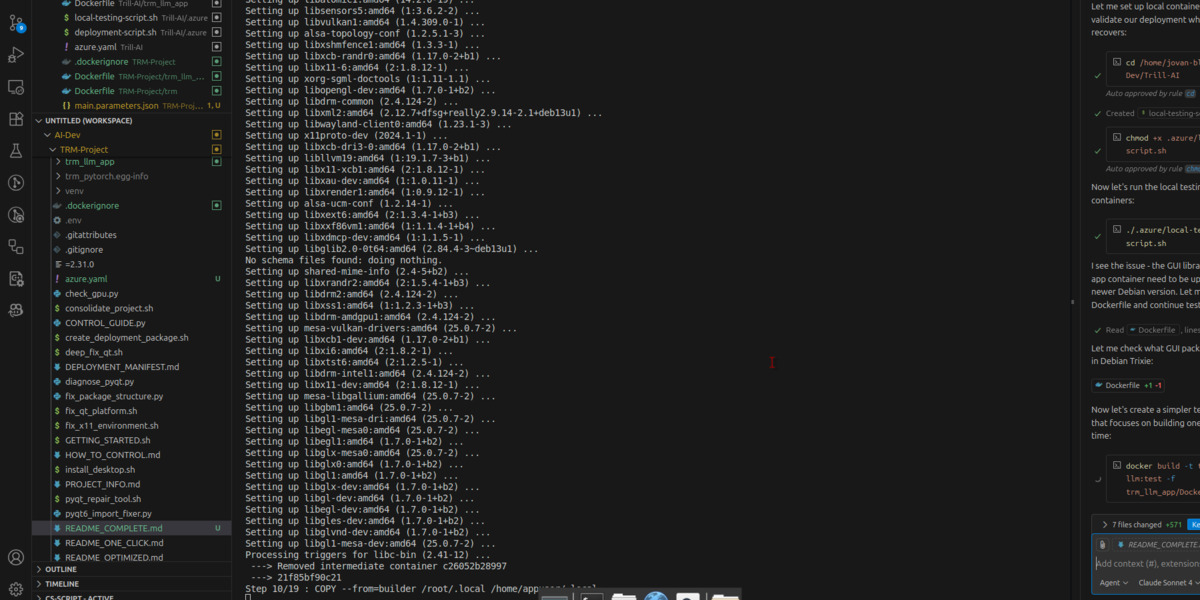 Dockerfile Trill-AI/trm_llm_app
local-testing-script.sh Trill-AI/.azure
deployment-script.sh Trill-AI/.azure
azure.yaml Trill-AI
.dockerignore TRM-Project
Dockerfile TRM-Project/trm_llm_...
Dockerfile TRM-Project/trm
main.parameters.json TRM-Proj... 1, U
UNTITLED (WORKSPACE)
AI-Dev
TRM-Project
trm_llm_app
trm_pytorch.egg-info
venv
.dockerignore
.env
.gitattributes
.gitignore
=2.31.0
azure.yaml U
check_gpu.py
consolidate_project.sh
CONTROL_GUIDE.py
create_deployment_package.sh
deep_fix_qt.sh
DEPLOYMENT_MANIFEST.md
diagnose_pyqt.py
fix_package_structure.py
fix_qt_platform.sh
fix_x11_environment.sh
GETTING_STARTED.sh
HOW_TO_CONTROL.md
install_desktop.sh
PROJECT_INFO.md
pyqt_repair_tool.sh
pyqt6_import_fixer.py
README_COMPLETE.md U
README_ONE_CLICK.md
README_OPTIMIZED.md
OUTLINE
TIMELINE
CS-SCRIPT - ACTIVE
Setting up libsensors5:amd64 (1:3.6.2-2) ...
Setting up libvulkan1:amd64 (1.4.309.0-1) ...
Setting up alsa-topology-conf (1.2.5.1-3) ...
Setting up libxshmfence1:amd64 (1.3.3-1) ...
Setting up libxcb-randr0:amd64 (1.17.0-2+b1) ...
Setting up libx11-6:amd64 (2:1.8.12-1) ...
Setting up xorg-sgml-doctools (1:1.11-1.1) ...
Setting up libopengl-dev:amd64 (1.7.0-1+b2) ...
Setting up libdrm-common (2.4.124-2) ...
Setting up libxml2:amd64 (2.12.7+dfsg+really2.9.14-2.1+deb13u1) ...
Setting up libwayland-client0:amd64 (1.23.1-3) ...
Setting up x11proto-dev (2024.1-1) ...
Setting up libxcb-dri3-0:amd64 (1.17.0-2+b1) ...
Setting up libllvm19:amd64 (1:19.1.7-3+b1) ...
Setting up libx11-xcb1:amd64 (2:1.8.12-1) ...
Setting up libxau-dev:amd64 (1:1.0.11-1) ...
Setting up libxrender1:amd64 (1:0.9.12-1) ...
Setting up alsa-ucm-conf (1.2.14-1) ...
Setting up libxext6:amd64 (2:1.3.4-1+b3) ...
Setting up libxxf86vm1:amd64 (1:1.1.4-1+b4) ...
Setting up libxdmcp-dev:amd64 (1:1.1.5-1) ...
Setting up libglib2.0-0t64:amd64 (2.84.4-3~deb13u1) ...
No schema files found: doing nothing.
Setting up shared-mime-info (2.4-5+b2) ...
Setting up libxrandr2:amd64 (2:1.5.4-1+b3) ...
Setting up libdrm2:amd64 (2.4.124-2) ...
Setting up libxss1:amd64 (1:1.2.3-1+b3) ...
Setting up libdrm-amdgpu1:amd64 (2.4.124-2) ...
Setting up mesa-vulkan-drivers:amd64 (25.0.7-2) ...
Setting up libxcb1-dev:amd64 (1.17.0-2+b1) ...
Setting up libxi6:amd64 (2:1.8.2-1) ...
Setting up libxtst6:amd64 (2:1.2.5-1) ...
Setting up libdrm-intel1:amd64 (2.4.124-2) ...
Setting up libx11-dev:amd64 (2:1.8.12-1) ...
Setting up mesa-libgallium:amd64 (25.0.7-2) ...
Setting up libgbm1:amd64 (25.0.7-2) ...
Setting up libgl1-mesa-dri:amd64 (25.0.7-2) ...
Setting up libegl-mesa0:amd64 (25.0.7-2) ...
Setting up libegl1:amd64 (1.7.0-1+b2) ...
Setting up libglx-mesa0:amd64 (25.0.7-2) ...
Setting up libglx0:amd64 (1.7.0-1+b2) ...
Setting up libgl1:amd64 (1.7.0-1+b2) ...
Setting up libglx-dev:amd64 (1.7.0-1+b2) ...
Setting up libgl-dev:amd64 (1.7.0-1+b2) ...
Setting up libegl-dev:amd64 (1.7.0-1+b2) ...
Setting up libgles-dev:amd64 (1.7.0-1+b2) ...
Setting up libglvnd-dev:amd64 (1.7.0-1+b2) ...
Setting up libgl1-mesa-dev:amd64 (25.0.7-2) ...
Processing triggers for libc-bin (2.41-12) ...
---> Removed intermediate container c26052b28997
---> 21f85bf90c21
Step 10/19 : COPY --from=builder /root/.local /home/app
Let me set up local containe
validate our deployment wh
recovers:
cd /home/jovan-bl
Dev/Trill-AI
Auto approved by rule cd
Created local-testing-s
chmod +x .azure/l
script.sh
Auto approved by rule
Now let's run the local testin
containers:
./.azure/local-te
script.sh
I see the issue - the GUI libra
app container need to be up
newer Debian version. Let m
Dockerfile and continue test
Read Dockerfile , lines
Let me check what GUI pack
in Debian Trixie:
Dockerfile +1 -1
Now let's create a simpler te
that focuses on building one
time:
docker build -t t
llm:test -f
trm_llm_app/Docke
7 files changed +571 Ke
README_COMPLETE.
Add context (#), extension
Agent Claude Sonnet 4